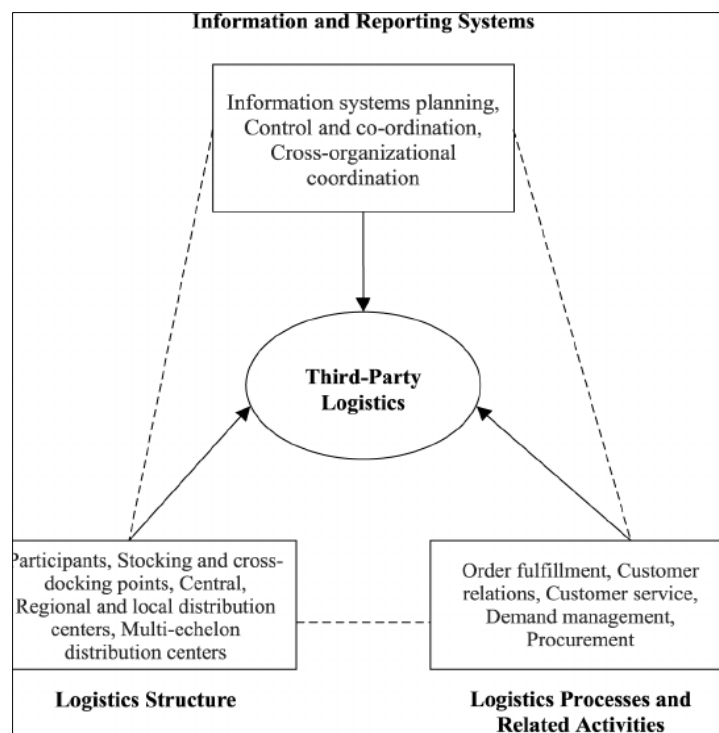 Information and Reporting Systems
Information systems planning,
Control and co-ordination,
Cross-organizational
coordination
Third-Party
Logistics
Participants, Stocking and cross-
docking points, Central,
Regional and local distribution
centers, Multi-echelon
distribution centers
Order fulfillment, Customer
relations, Customer service,
Demand management,
Procurement
Logistics Structure
Logistics Processes and
Related Activities